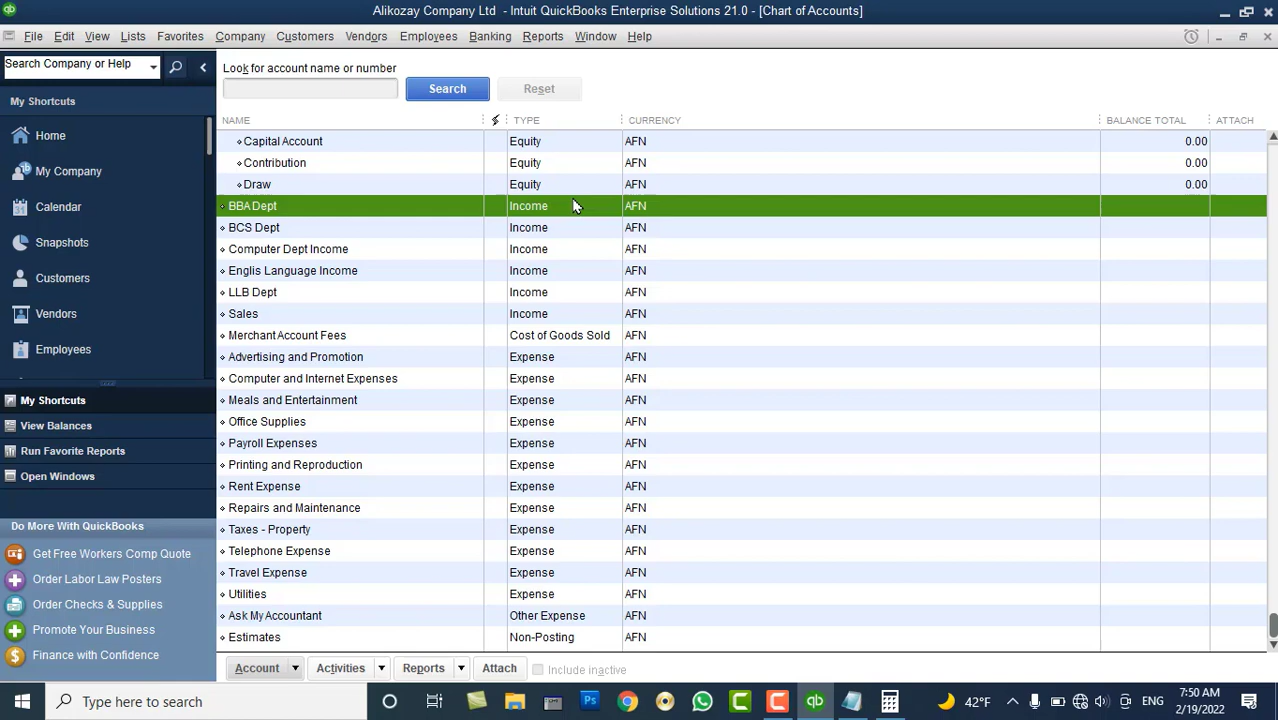 Alikozay Company Ltd - Intuit QuickBooks Enterprise Solutions 21.0 - [Chart of Accounts]
File Edit View Lists Favorites Company Customers Vendors Employees Banking Reports Window Help
Search Company or Help
My Shortcuts
Home
My Company
Calendar
Snapshots
Customers
Vendors
Employees
My Shortcuts
View Balances
Run Favorite Reports
Open Windows
Do More With QuickBooks
Get Free Workers Comp Quote
Order Labor Law Posters
Order Checks & Supplies
Promote Your Business
Finance with Confidence
Look for account name or number
Search Reset
NAME TYPE CURRENCY BALANCE TOTAL ATTACH
Capital Account Equity AFN 0.00
Contribution Equity AFN 0.00
Draw Equity AFN 0.00
BBA Dept Income AFN
BCS Dept Income AFN
Computer Dept Income Income AFN
Englis Language Income Income AFN
LLB Dept Income AFN
Sales Income AFN
Merchant Account Fees Cost of Goods Sold AFN
Advertising and Promotion Expense AFN
Computer and Internet Expenses Expense AFN
Meals and Entertainment Expense AFN
Office Supplies Expense AFN
Payroll Expenses Expense AFN
Printing and Reproduction Expense AFN
Rent Expense Expense AFN
Repairs and Maintenance Expense AFN
Taxes - Property Expense AFN
Telephone Expense Expense AFN
Travel Expense Expense AFN
Utilities Expense AFN
Ask My Accountant Other Expense AFN
Estimates Non-Posting AFN
Account Activities Reports Attach Include inactive
Type here to search
Ps
42°F
ENG
7:50 AM
2/19/2022